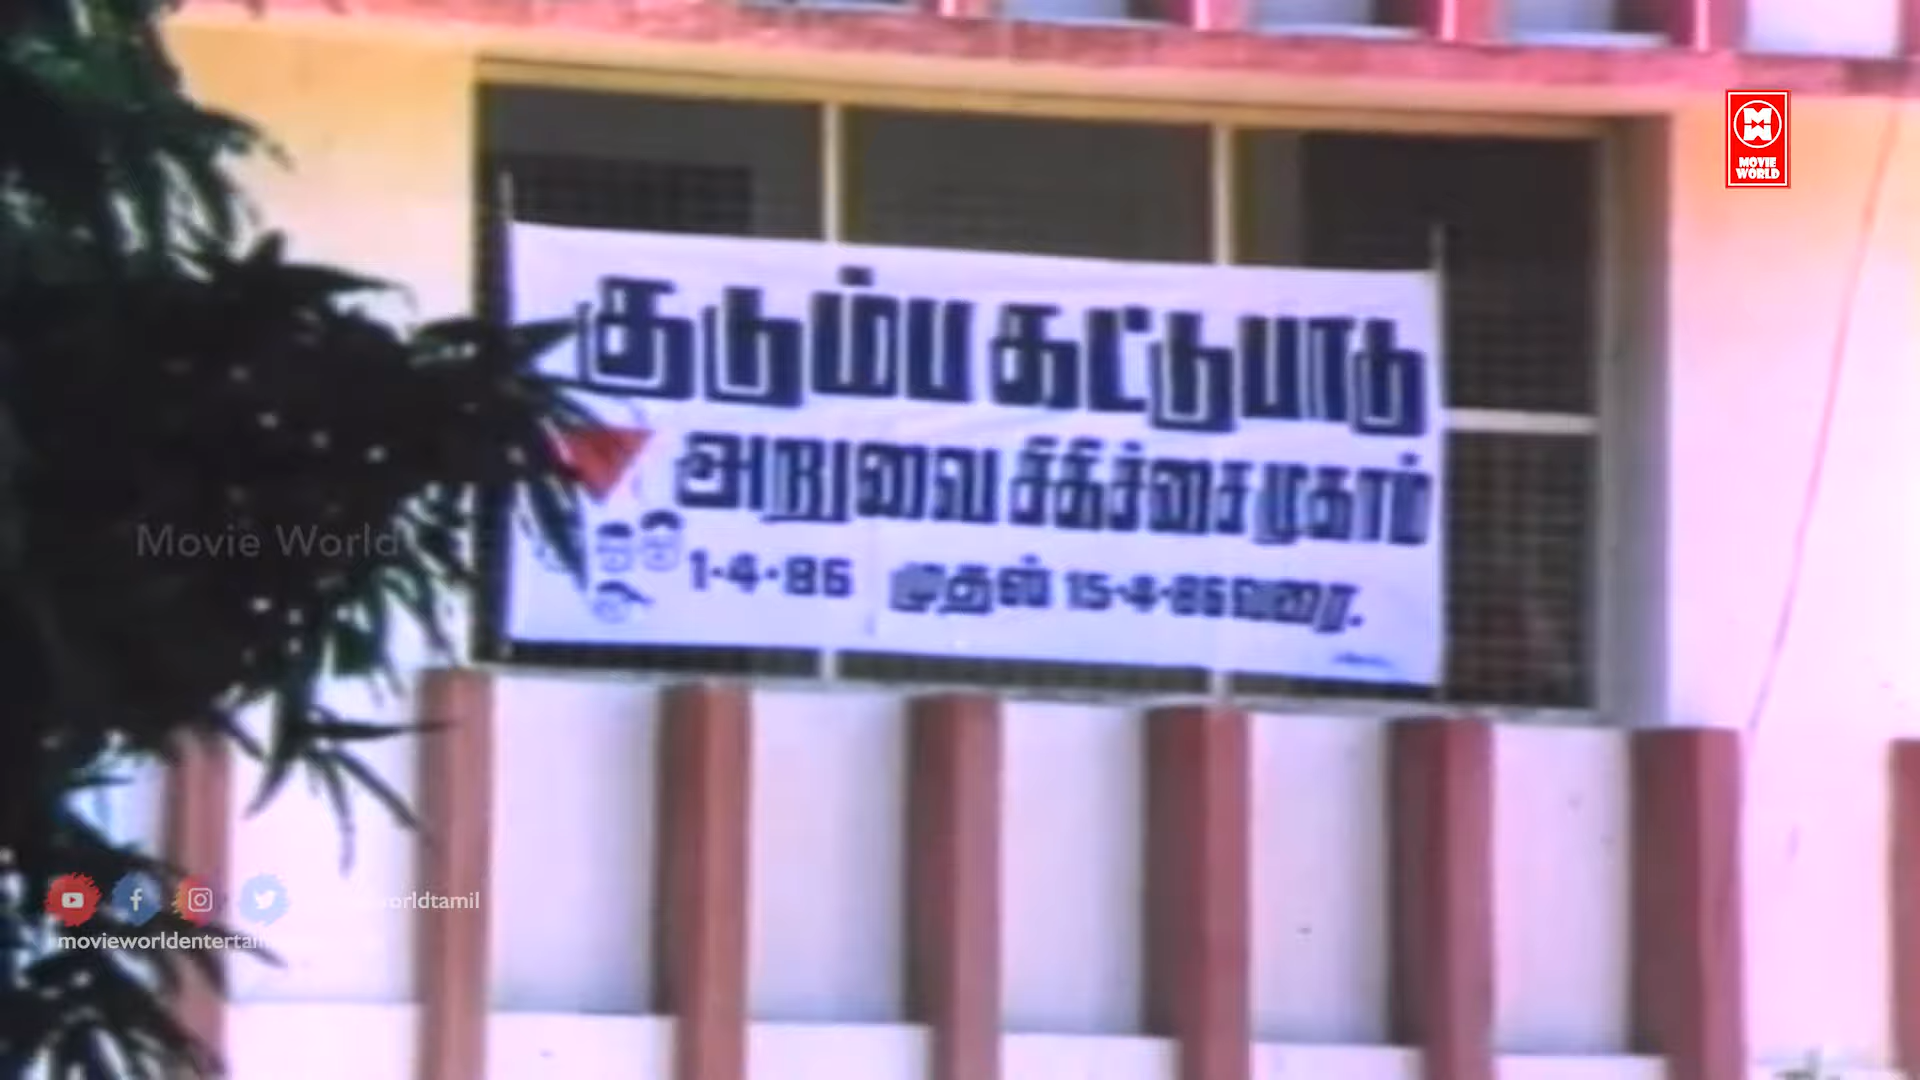 MOVIE
WORLD
குடும்ப கட்டுபாடு
அறுவை சிகிச்சை முகாம்
1-4-86 முதல் 15-4-86 வரை.
Movie World